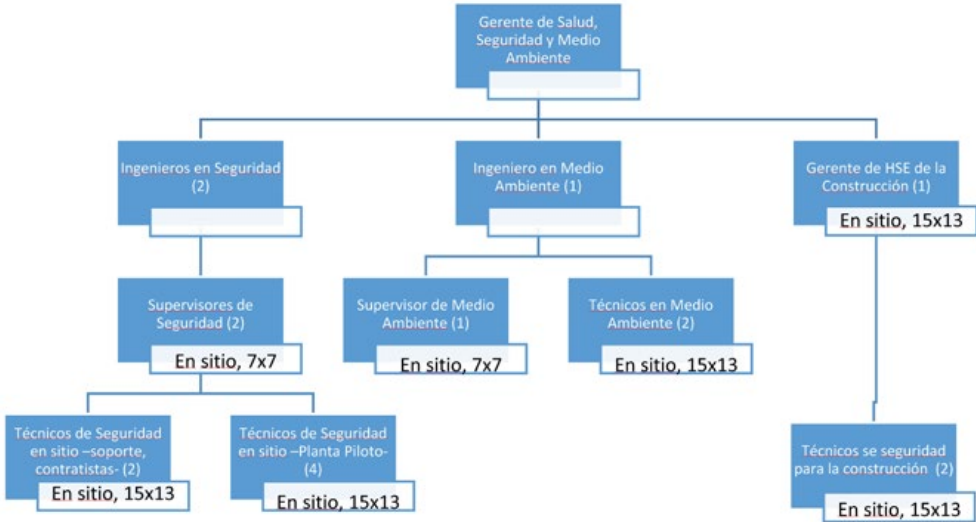 Gerente de Salud,
Seguridad y Medio
Ambiente
Ingenieros en Seguridad
(2)
Ingeniero en Medio
Ambiente (1)
Gerente de HSE de la
Construcción (1)
En sitio, 15x13
Supervisores de
Seguridad (2)
En sitio, 7x7
Supervisor de Medio
Ambiente (1)
En sitio, 7x7
Técnicos en Medio
Ambiente (2)
En sitio, 15x13
Técnicos de Seguridad
en sitio –soporte,
contratistas- (2)
En sitio, 15x13
Técnicos de Seguridad
en sitio –Planta Piloto-
(4)
En sitio, 15x13
Técnicos se seguridad
para la construcción (2)
En sitio, 15x13